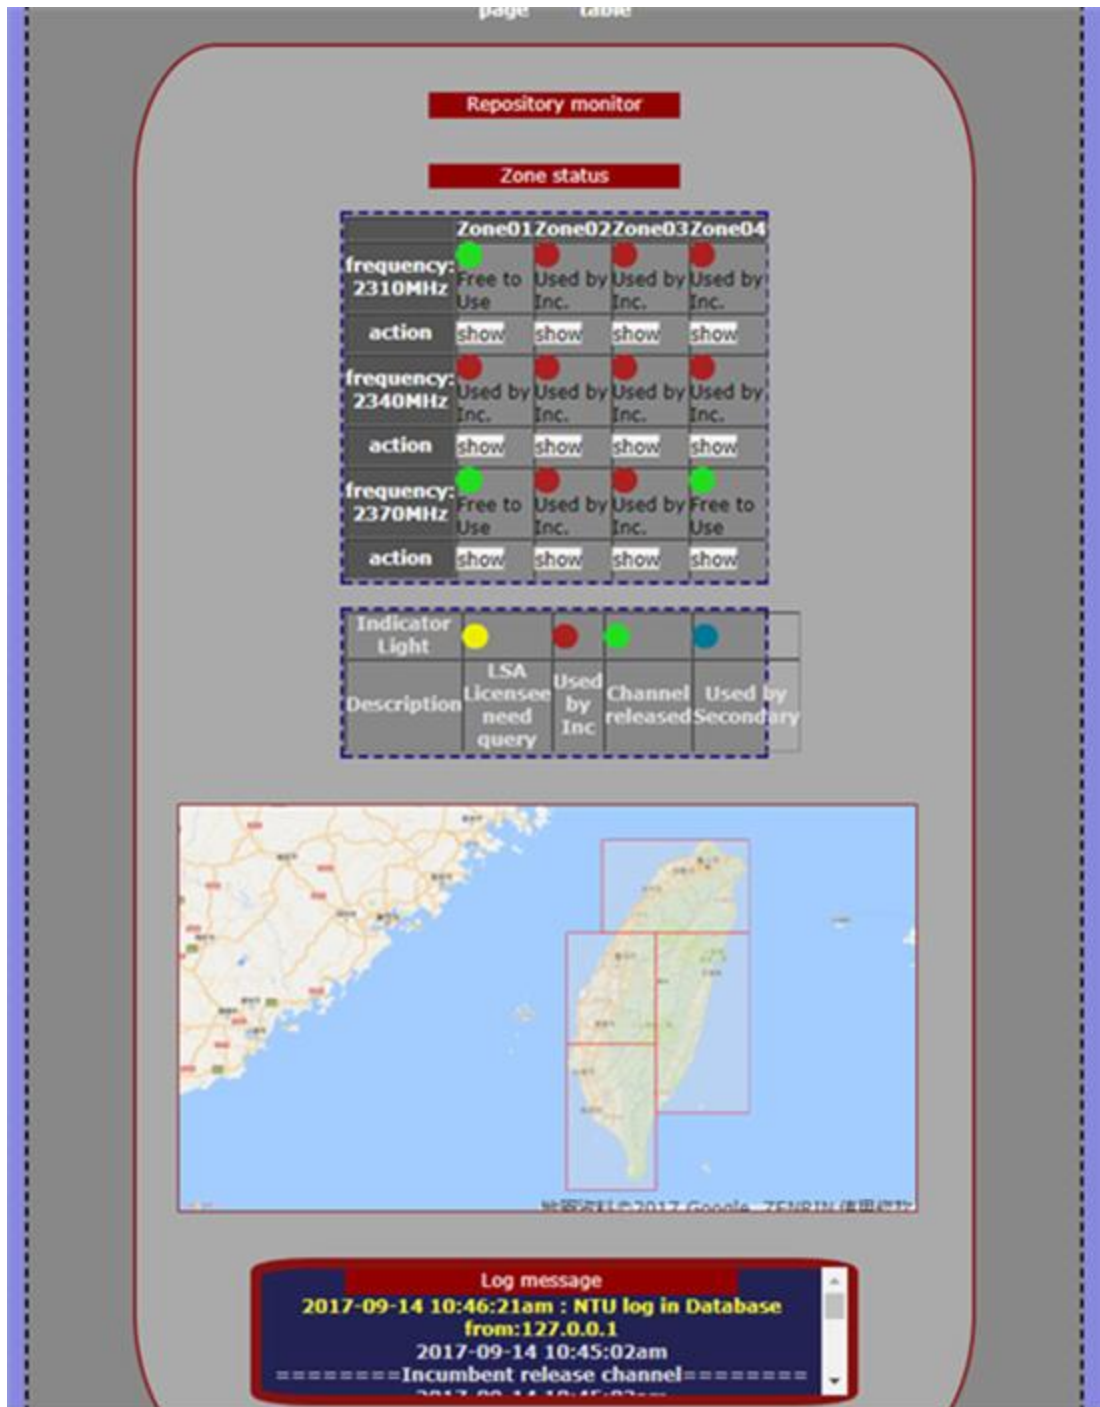 page table
Repository monitor
Zone status
Zone01 Zone02 Zone03 Zone04
frequency: 2310MHz
Free to Use
Used by Inc.
Used by Inc.
Used by Inc.
action
show show show show
frequency: 2340MHz
Used by Inc.
Used by Inc.
Used by Inc.
Used by Inc.
action
show show show show
frequency: 2370MHz
Free to Use
Used by Inc.
Used by Inc.
Free to Use
action
show show show show
Indicator Light
Description
LSA Licensee need query
Used by Inc
Channel released
Used by Secondary
©2017 Google, ZENRIN
Log message
2017-09-14 10:46:21am : NTU log in Database
from:127.0.0.1
2017-09-14 10:45:02am
========Incumbent release channel========